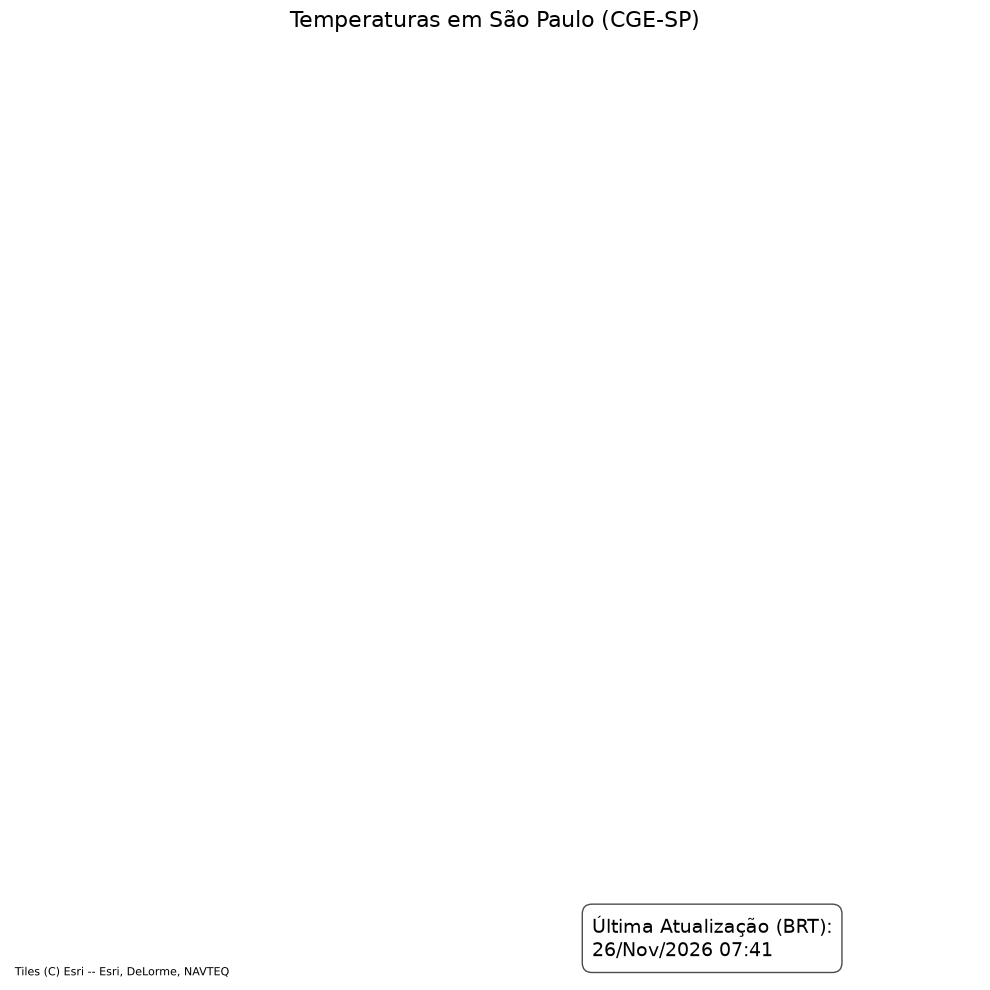 Temperaturas em São Paulo (CGE-SP)
Última Atualização (BRT):
26/Nov/2026 07:41
Tiles (C) Esri -- Esri, DeLorme, NAVTEQ